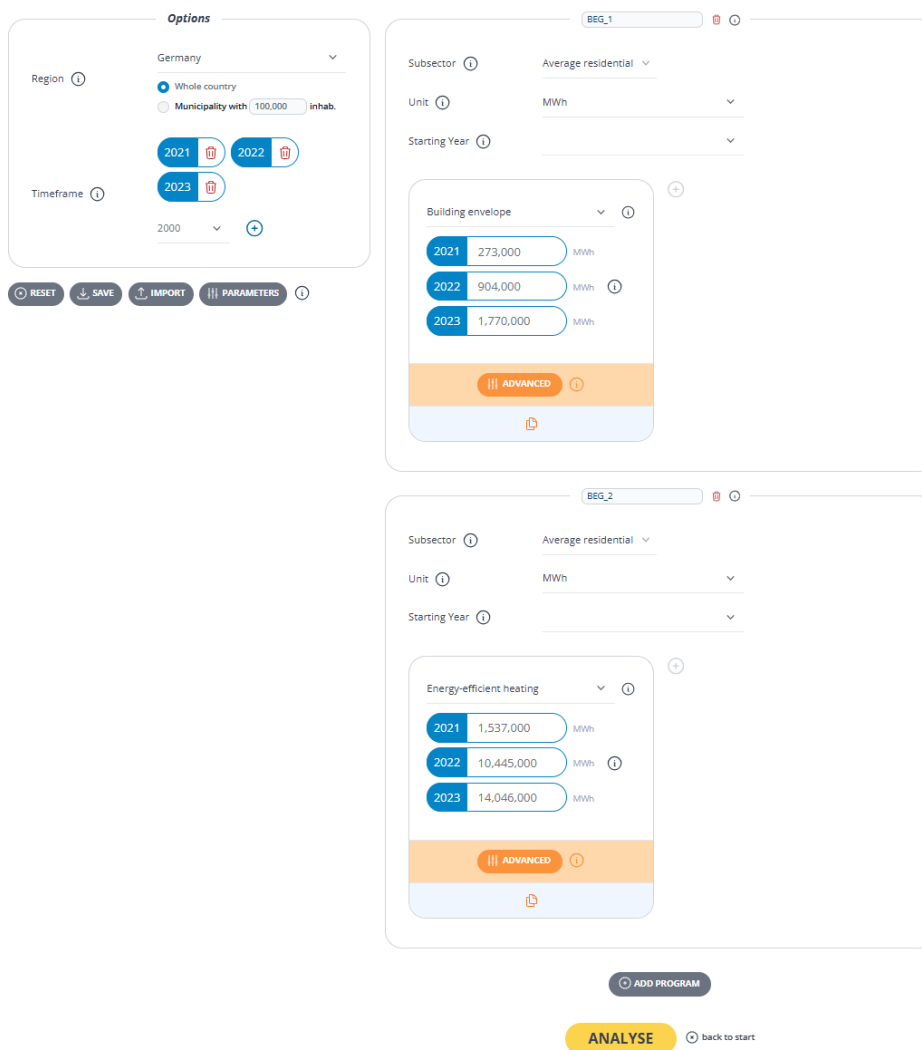 Options
Region
Germany
Whole country
Municipality with 100,000 inhab.
Timeframe
2021 2022
2023
2000
RESET SAVE IMPORT PARAMETERS
BEG_1
Subsector Average residential
Unit MWh
Starting Year
Building envelope
2021 273,000 MWh
2022 904,000 MWh
2023 1,770,000 MWh
ADVANCED
BEG_2
Subsector Average residential
Unit MWh
Starting Year
Energy-efficient heating
2021 1,537,000 MWh
2022 10,445,000 MWh
2023 14,046,000 MWh
ADVANCED
ADD PROGRAM
ANALYSE back to start